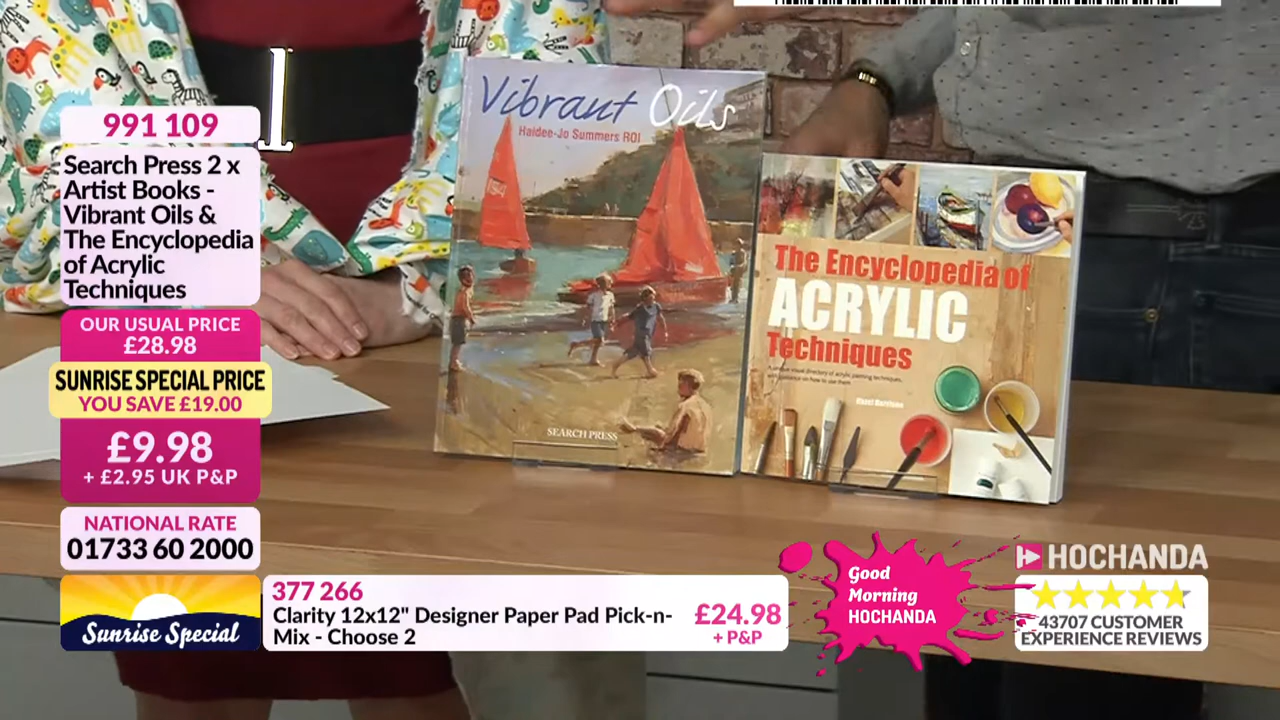 991 109
Search Press 2 x
Artist Books -
Vibrant Oils &
The Encyclopedia
of Acrylic
Techniques
OUR USUAL PRICE
£28.98
SUNRISE SPECIAL PRICE
YOU SAVE £19.00
£9.98
+ £2.95 UK P&P
NATIONAL RATE
01733 60 2000
Sunrise Special
377 266
Clarity 12x12" Designer Paper Pad Pick-n-
Mix - Choose 2
£24.98
+ P&P
Vibrant Oils
Haidee-Jo Summers ROI
SEARCH PRESS
The Encyclopedia of
ACRYLIC
Techniques
Hazel Harrison
Good
Morning
HOCHANDA
HOCHANDA
43707 CUSTOMER
EXPERIENCE REVIEWS